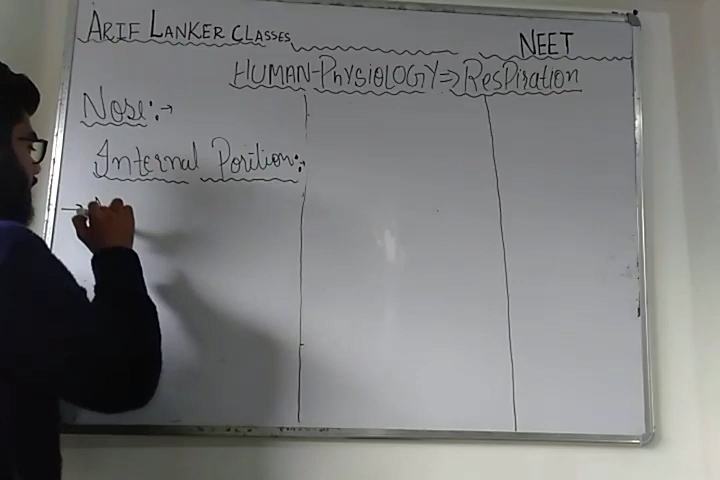 ARIF LANKER CLASSES
NEET
HUMAN-PhYSIOLOGY⇒ResPiration
Nose:→
Internal Portion:→